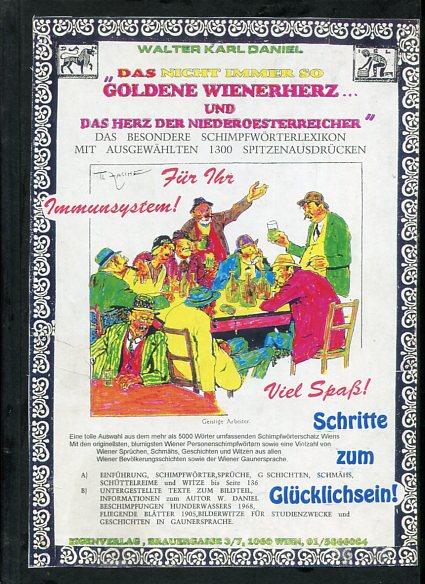 WALTER KARL DANIEL
DAS NICHT IMMER SO
"GOLDENE WIENERHERZ...
UND
DAS HERZ DER NIEDEROESTERREICHER"
DAS BESONDERE SCHIMPFWÖRTERLEXIKON
MIT AUSGEWÄHLTEN 1300 SPITZENAUSDRÜCKEN
Für Ihr
Immunsystem!
Viel Spaß!
Geistige Arbeiter.
Schritte
zum
Glücklichsein!
Eine tolle Auswahl aus dem mehr als 5000 Wörter umfassenden Schimpfwörterschatz Wiens
Mit den originellsten, blumigsten Wiener Personenschimpfwörtern sowie eine Vielzahl von
Wiener Sprüchen, Schmähs, Geschichten und Witzen aus allen
Wiener Bevölkerungsschichten sowie der Wiener Gaunersprache.
A) EINFÜHRUNG, SCHIMPFWÖRTER,SPRÜCHE, G SCHICHTEN, SCHMÄHS,
SCHÜTTELREIME und WITZE bis Seite 136
B) UNTERGESTELLTE TEXTE ZUM BILDTEIL,
INFORMATIONEN zum AUTOR W. DANIEL
BESCHIMPFUNGEN HUNDERWASSERS 1968,
FLIEGENDE BLÄTTER 1905,BILDERWITZE FÜR STUDIENZWECKE und
GESCHICHTEN IN GAUNERSPRACHE.
EIGENVERLAG, BRAUERGASSE 3/7, 1060 WIEN, 01/5860064